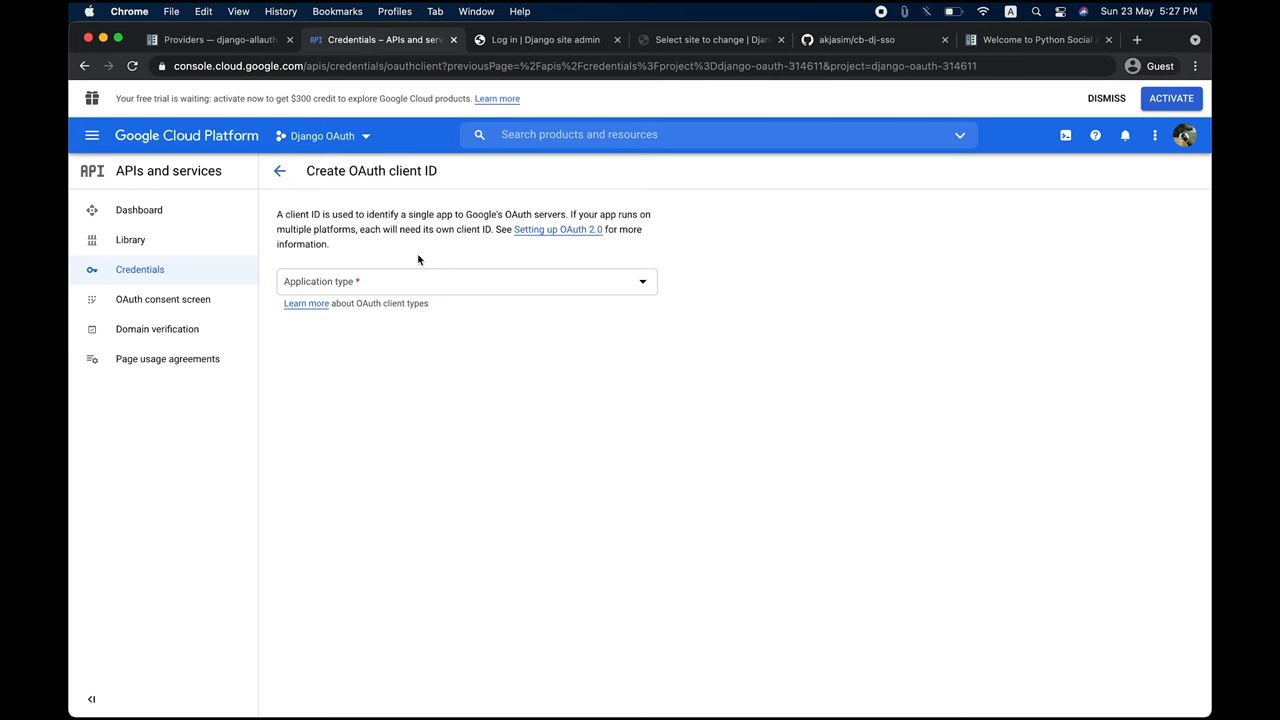 Chrome File Edit View History Bookmarks Profiles Tab Window Help A Sun 23 May 5:27 PM
Providers — django-allauth Credentials – APIs and serv Log in | Django site admin Select site to change | Djan akjasim/cb-dj-sso Welcome to Python Social
console.cloud.google.com/apis/credentials/oauthclient?previousPage=%2Fapis%2Fcredentials%3Fproject%3Ddjango-oauth-314611&project=django-oauth-314611 Guest
Your free trial is waiting: activate now to get $300 credit to explore Google Cloud products. Learn more DISMISS ACTIVATE
Google Cloud Platform Django OAuth Search products and resources
API APIs and services Create OAuth client ID
Dashboard
Library
Credentials
OAuth consent screen
Domain verification
Page usage agreements
A client ID is used to identify a single app to Google's OAuth servers. If your app runs on
multiple platforms, each will need its own client ID. See Setting up OAuth 2.0 for more
information.
Application type *
Learn more about OAuth client types